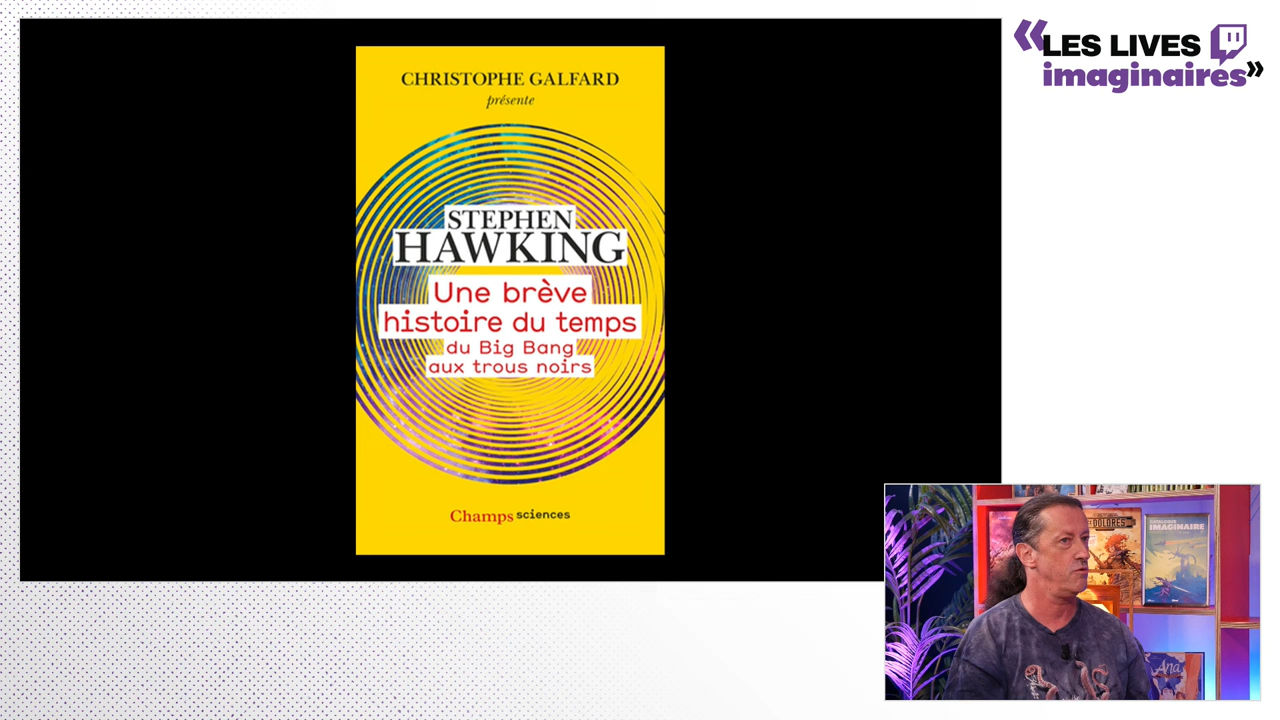 CHRISTOPHE GALFARD
présente
STEPHEN
HAWKING
Une brève
histoire du temps
du Big Bang
aux trous noirs
Champs sciences
«LES LIVES
imaginaires»
DOLORES
IMAGINAIRE
Ana